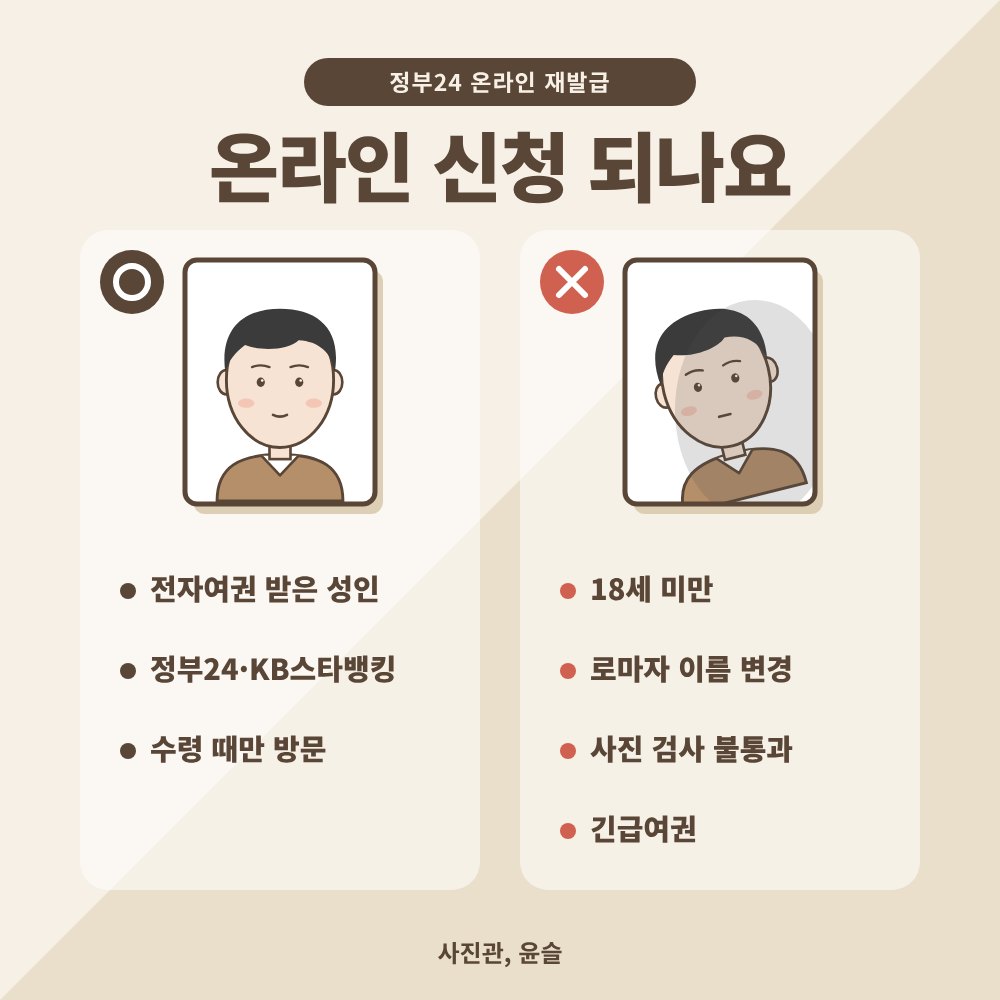 정부24 온라인 재발급
온라인 신청 되나요
전자여권 받은 성인
정부24·KB스타뱅킹
수령 때만 방문
18세 미만
로마자 이름 변경
사진 검사 불통과
긴급여권
사진관, 윤슬